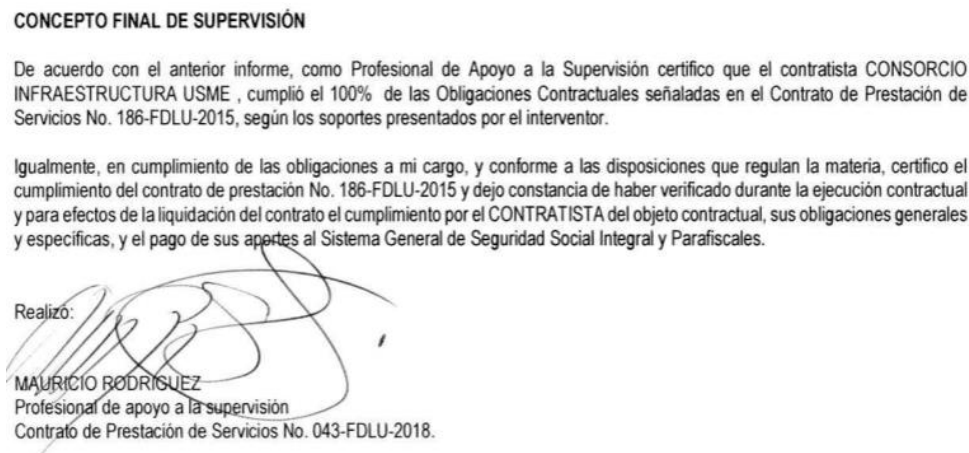 CONCEPTO FINAL DE SUPERVISIÓN
De acuerdo con el anterior informe, como Profesional de Apoyo a la Supervisión certifico que el contratista CONSORCIO
INFRAESTRUCTURA USME , cumplió el 100% de las Obligaciones Contractuales señaladas en el Contrato de Prestación de
Servicios No. 186-FDLU-2015, según los soportes presentados por el interventor.
Igualmente, en cumplimiento de las obligaciones a mi cargo, y conforme a las disposiciones que regulan la materia, certifico el
cumplimiento del contrato de prestación No. 186-FDLU-2015 y dejo constancia de haber verificado durante la ejecución contractual
y para efectos de la liquidación del contrato el cumplimiento por el CONTRATISTA del objeto contractual, sus obligaciones generales
y específicas, y el pago de sus aportes al Sistema General de Seguridad Social Integral y Parafiscales.
Realizó:
MAURICIO RODRIGUEZ
Profesional de apoyo a la supervisión
Contrato de Prestación de Servicios No. 043-FDLU-2018.